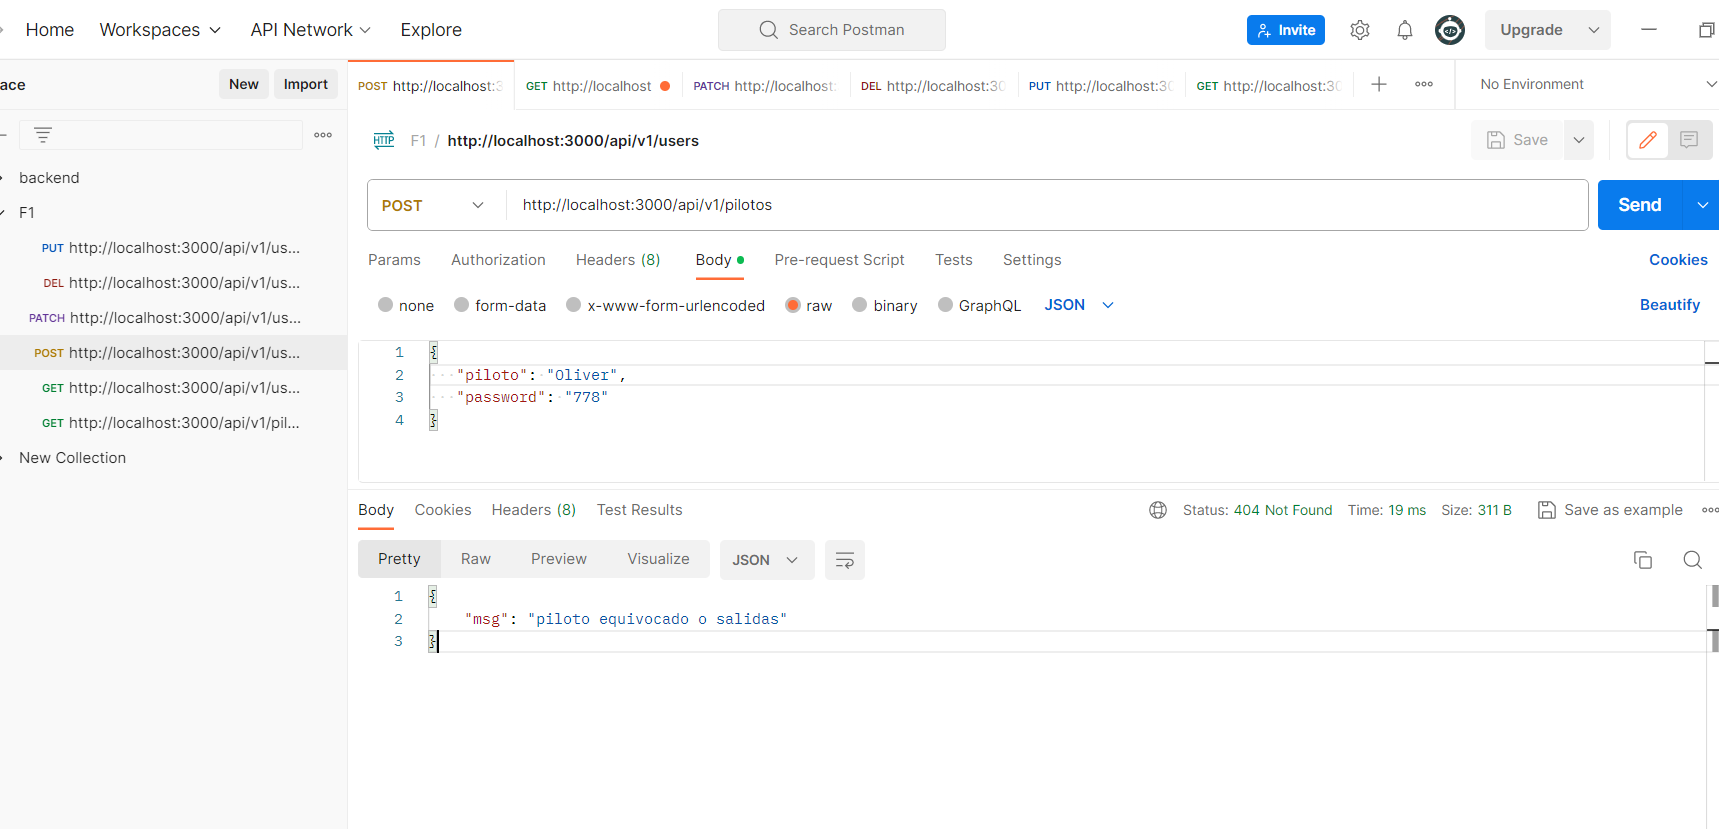 Home Workspaces API Network Explore Search Postman Invite Upgrade
ace New Import
POST http://localhost:3 GET http://localhost PATCH http://localhost: DEL http://localhost:30 PUT http://localhost:30 GET http://localhost:30 No Environment
F1 / http://localhost:3000/api/v1/users Save
backend
F1
PUT http://localhost:3000/api/v1/us...
DEL http://localhost:3000/api/v1/us...
PATCH http://localhost:3000/api/v1/us...
POST http://localhost:3000/api/v1/us...
GET http://localhost:3000/api/v1/us...
GET http://localhost:3000/api/v1/pil...
New Collection
POST http://localhost:3000/api/v1/pilotos Send
Params Authorization Headers (8) Body Pre-request Script Tests Settings Cookies
none form-data x-www-form-urlencoded raw binary GraphQL JSON Beautify
1 {
2 "piloto": "Oliver",
3 "password": "778"
4 }
Body Cookies Headers (8) Test Results Status: 404 Not Found Time: 19 ms Size: 311 B Save as example
Pretty Raw Preview Visualize JSON
1 {
2 "msg": "piloto equivocado o salidas"
3 }